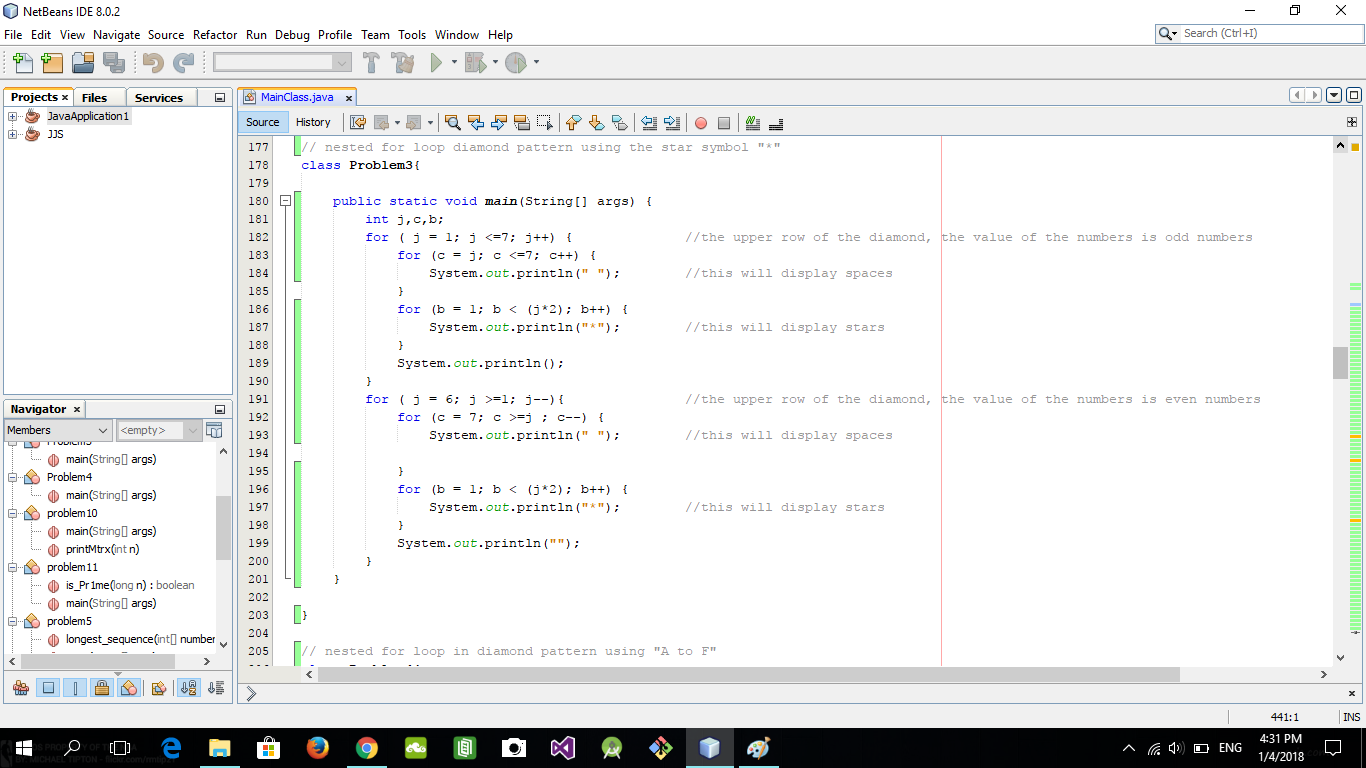 NetBeans IDE 8.0.2
File Edit View Navigate Source Refactor Run Debug Profile Team Tools Window Help
Search (Ctrl+I)
Projects × Files Services
JavaApplication1
JJS
Navigator ×
Members <empty>
main(String[] args)
Problem4
main(String[] args)
problem10
main(String[] args)
printMtrx(int n)
problem11
is_Pr1me(long n) : boolean
main(String[] args)
problem5
longest_sequence(int[] number
MainClass.java ×
Source History
177 // nested for loop diamond pattern using the star symbol "*"
178 class Problem3{
179
180 public static void main(String[] args) {
181 int j,c,b;
182 for ( j = 1; j <=7; j++) { //the upper row of the diamond, the value of the numbers is odd numbers
183 for (c = j; c <=7; c++) {
184 System.out.println(" "); //this will display spaces
185 }
186 for (b = 1; b < (j*2); b++) {
187 System.out.println("*"); //this will display stars
188 }
189 System.out.println();
190 }
191 for ( j = 6; j >=1; j--){ //the upper row of the diamond, the value of the numbers is even numbers
192 for (c = 7; c >=j ; c--) {
193 System.out.println(" "); //this will display spaces
194
195 }
196 for (b = 1; b < (j*2); b++) {
197 System.out.println("*"); //this will display stars
198 }
199 System.out.println("");
200 }
201 }
202
203 }
204
205 // nested for loop in diamond pattern using "A to F"
441:1 INS
ENG
4:31 PM
1/4/2018